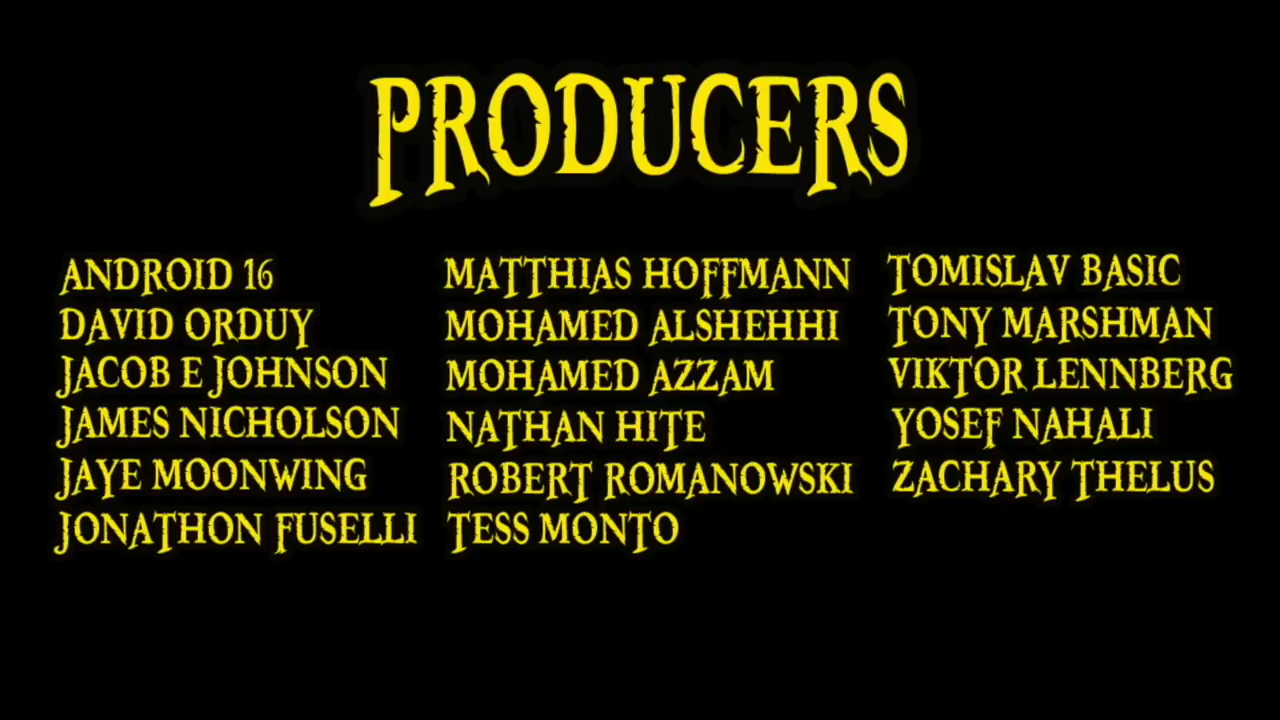 PRODUCERS
ANDROID 16
DAVID ORDUY
JACOB E JOHNSON
JAMES NICHOLSON
JAYE MOONWING
JONATHON FUSELLI
MATTHIAS HOFFMANN
MOHAMED ALSHEHHI
MOHAMED AZZAM
NATHAN HITE
ROBERT ROMANOWSKI
TESS MONTO
TOMISLAV BASIC
TONY MARSHMAN
VIKTOR LENNBERG
YOSEF NAHALI
ZACHARY THELUS